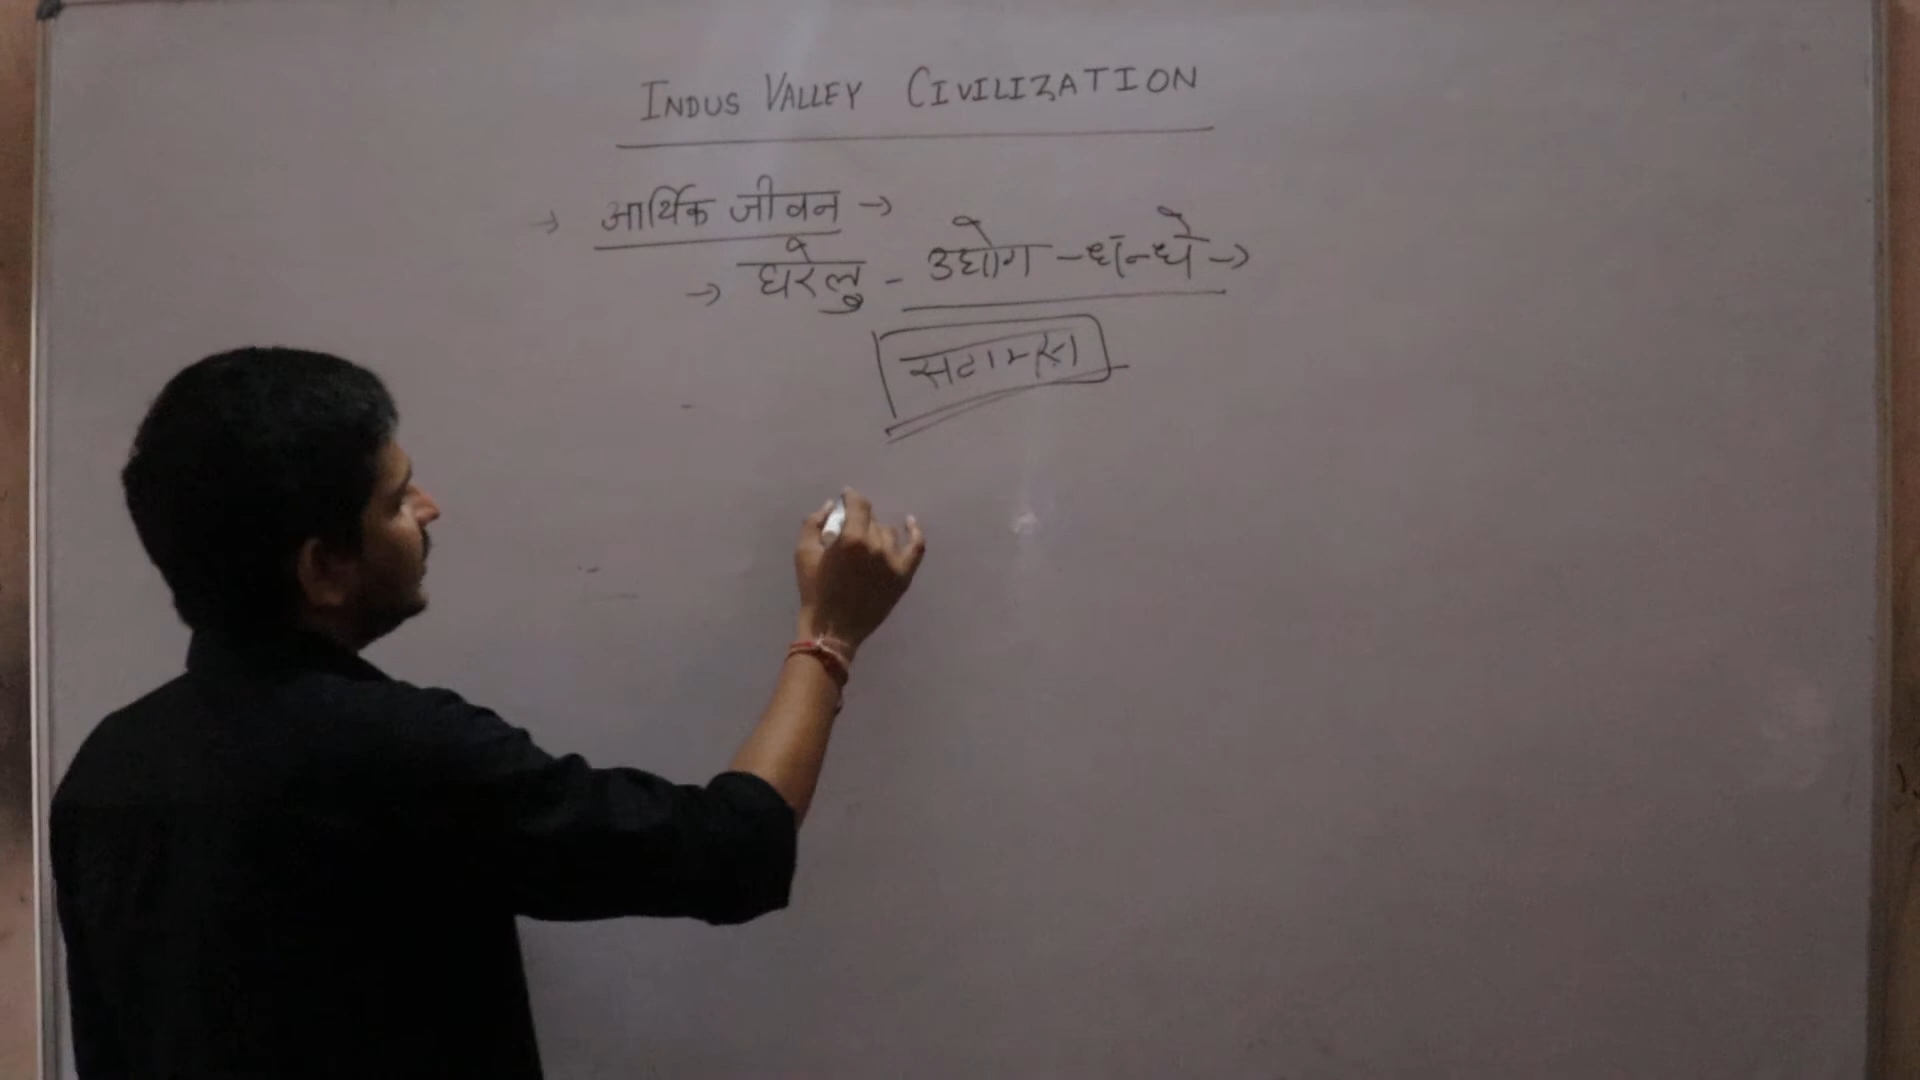 INDUS VALLEY CIVILIZATION
→ आर्थिक जीवन →
→ घरेलु - उद्योग - धन्धे →